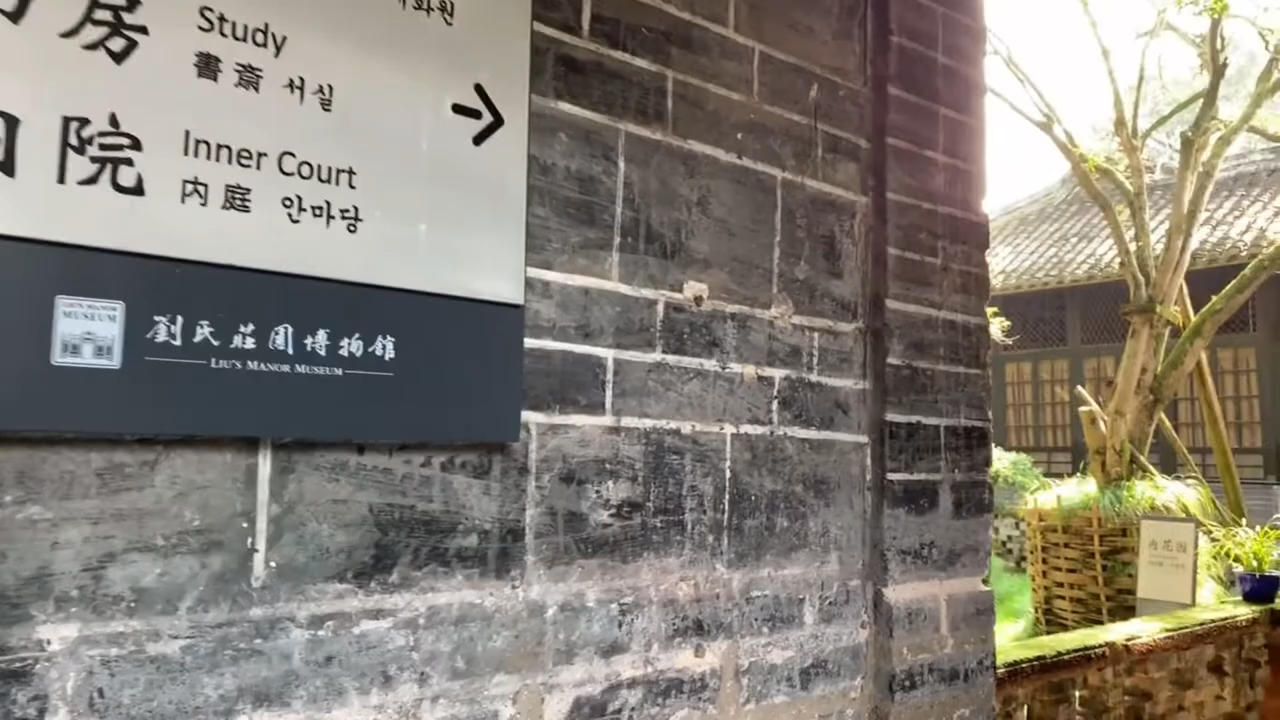 房
Study
書斎 서실
院
Inner Court
内庭 안마당
LIU'S MANOR
MUSEUM
劉氏莊園博物館
LIU'S MANOR MUSEUM
内花园